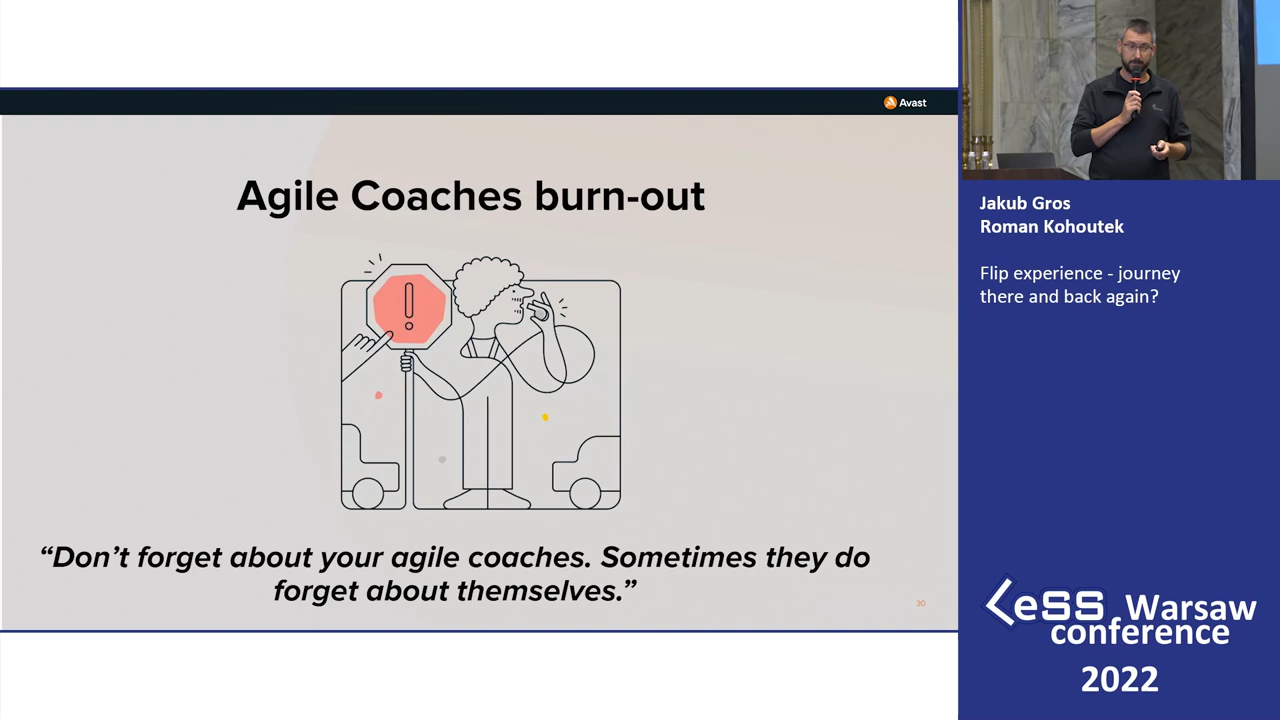 Avast
Agile Coaches burn-out
!
“Don’t forget about your agile coaches. Sometimes they do
forget about themselves.”
30
Jakub Gros
Roman Kohoutek
Flip experience - journey
there and back again?
LeSS Warsaw
conference
2022